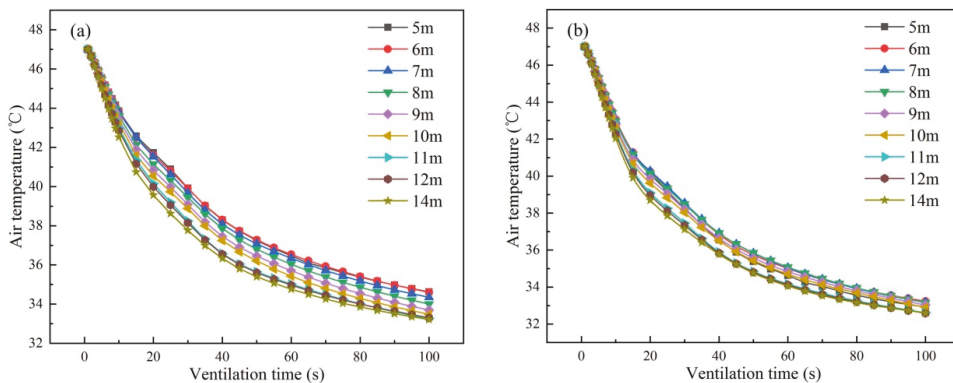 (a)
5m
6m
7m
8m
9m
10m
11m
12m
14m
48
46
44
42
40
38
36
34
32
0 20 40 60 80 100
Air temperature (℃)
Ventilation time (s)
(b)
5m
6m
7m
8m
9m
10m
11m
12m
14m
48
46
44
42
40
38
36
34
32
0 20 40 60 80 100
Air temperature (℃)
Ventilation time (s)